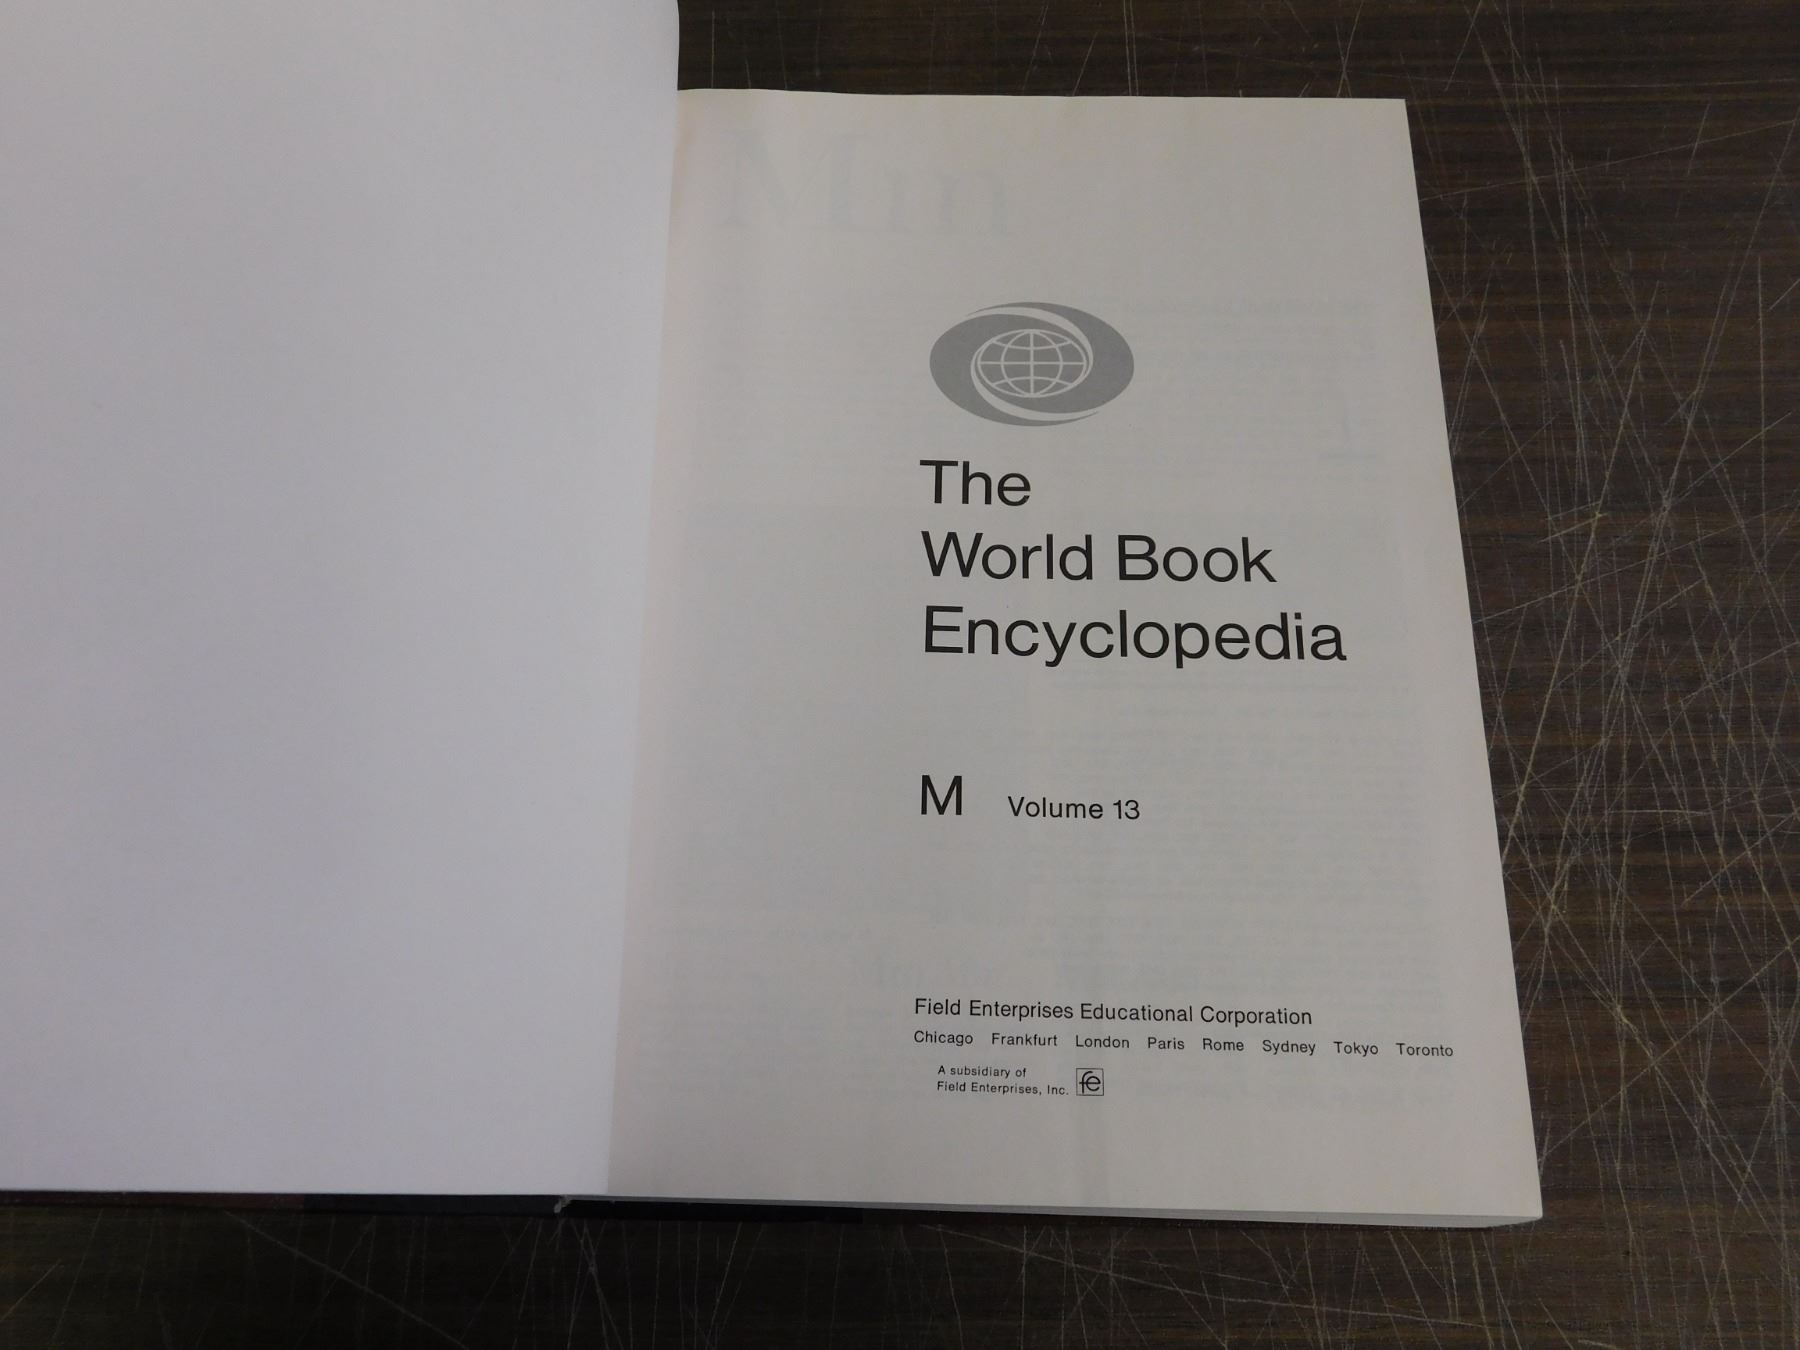 The
World Book
Encyclopedia
M Volume 13
Field Enterprises Educational Corporation
Chicago Frankfurt London Paris Rome Sydney Tokyo Toronto
A subsidiary of
Field Enterprises, Inc. fe